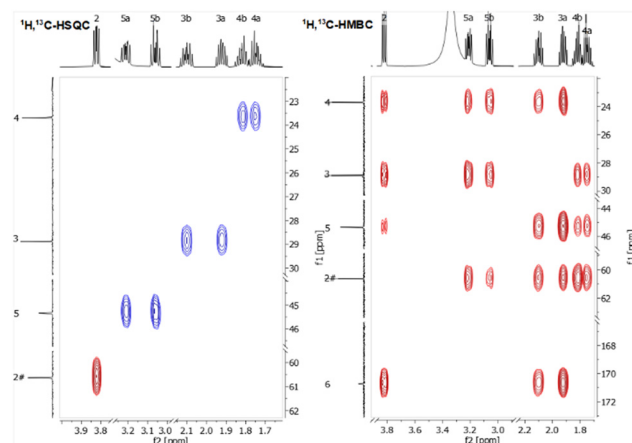 ¹H,¹³C-HSQC
2 5a 5b 3b 3a 4b 4a
4
3
5
2#
23
24
28
29
30
45
46
60
61
62
f1 [ppm]
3.9 3.8 3.2 3.1 3.0 2.1 2.0 1.9 1.8 1.7
f2 [ppm]
¹H,¹³C-HMBC
2 5a 5b 3b 3a 4b
4a
4
3
5
2#
6
24
26
28
30
44
46
60
62
170
172
f1 [ppm]
3.8 3.6 3.4 3.2 3.0 2.2 2.0 1.8
f2 [ppm]